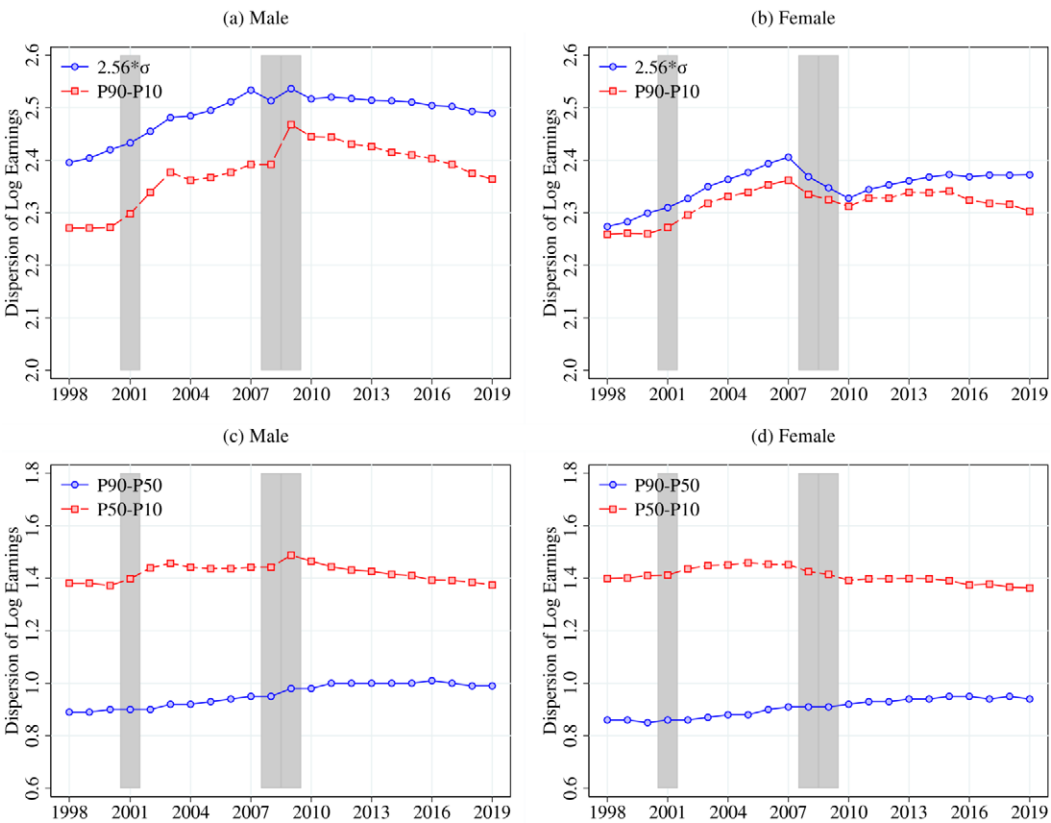 (a) Male
(b) Female
Dispersion of Log Earnings
2.0 2.1 2.2 2.3 2.4 2.5 2.6
2.56*σ
P90-P10
1998 2001 2004 2007 2010 2013 2016 2019
Dispersion of Log Earnings
2.0 2.1 2.2 2.3 2.4 2.5 2.6
2.56*σ
P90-P10
1998 2001 2004 2007 2010 2013 2016 2019
(c) Male
(d) Female
Dispersion of Log Earnings
0.6 0.8 1.0 1.2 1.4 1.6 1.8
P90-P50
P50-P10
1998 2001 2004 2007 2010 2013 2016 2019
Dispersion of Log Earnings
0.6 0.8 1.0 1.2 1.4 1.6 1.8
P90-P50
P50-P10
1998 2001 2004 2007 2010 2013 2016 2019